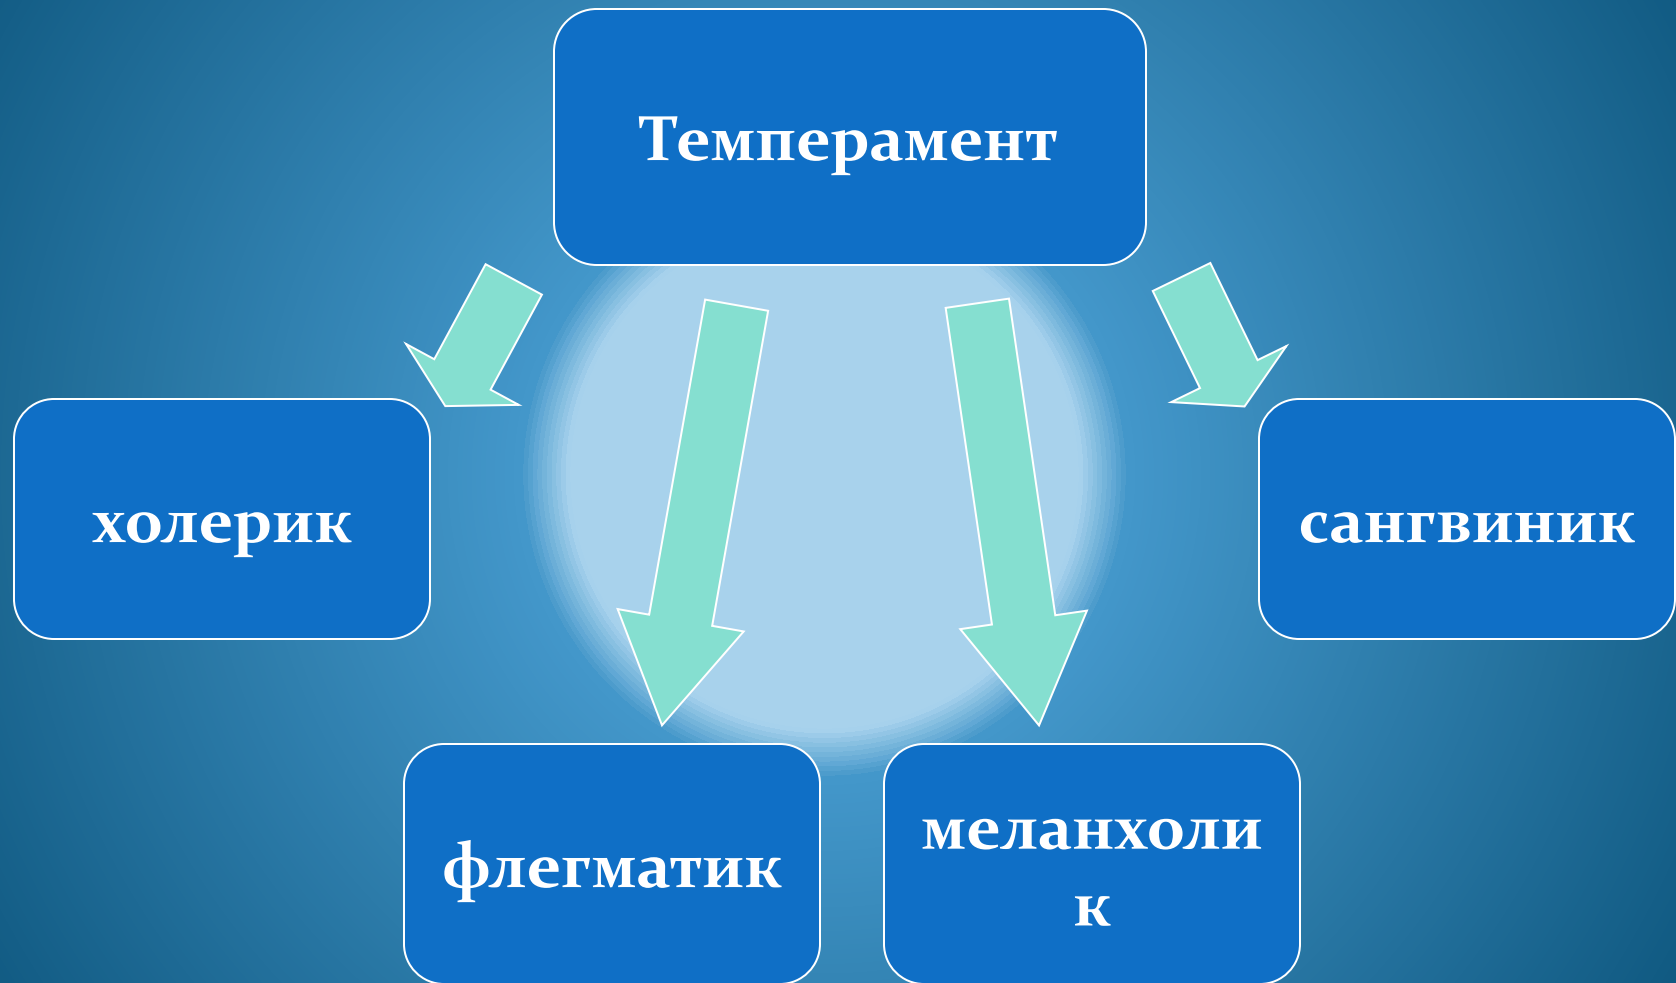 Темперамент
холерик
сангвиник
флегматик
меланхоли
к